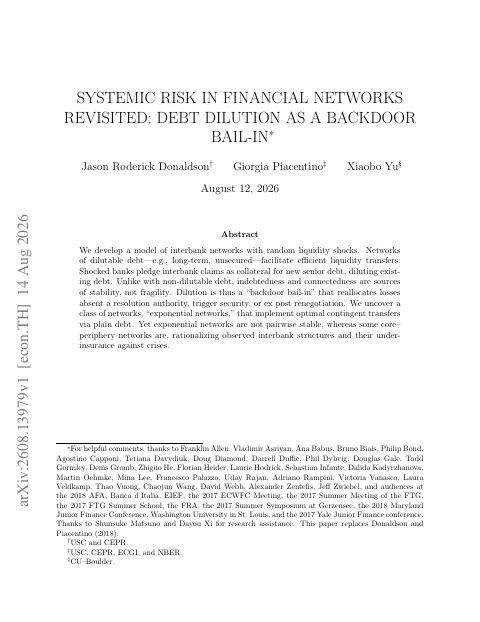 SYSTEMIC RISK IN FINANCIAL NETWORKS
REVISITED: DEBT DILUTION AS A BACKDOOR
BAIL-IN*
Jason Roderick Donaldson† Giorgia Piacentino‡ Xiaobo Yu§
August 12, 2026
Abstract
We develop a model of interbank networks with random liquidity shocks. Networks
of dilutable debt—e.g., long-term, unsecured—facilitate efficient liquidity transfers:
Shocked banks pledge interbank claims as collateral for new senior debt, diluting exist-
ing debt. Unlike with non-dilutable debt, indebtedness and connectedness are sources
of stability, not fragility. Dilution is thus a “backdoor bail-in” that reallocates losses
absent a resolution authority, trigger security, or ex post renegotiation. We uncover a
class of networks, “exponential networks,” that implement optimal contingent transfers
via plain debt. Yet exponential networks are not pairwise stable, whereas some core–
periphery networks are, rationalizing observed interbank structures and their under-
insurance against crises.
*For helpful comments, thanks to Franklin Allen, Vladimir Asriyan, Ana Babus, Bruno Biais, Philip Bond,
Agostino Capponi, Tetiana Davydiuk, Doug Diamond, Darrell Duffie, Phil Dybvig, Douglas Gale, Todd
Gormley, Denis Gromb, Zhiguo He, Florian Heider, Laurie Hodrick, Sebastian Infante, Dalida Kadyrzhanova,
Martin Oehmke, Mina Lee, Francesco Palazzo, Uday Rajan, Adriano Rampini, Victoria Vanasco, Laura
Veldkamp, Thao Vuong, Chaojun Wang, David Webb, Alexander Zentefis, Jeff Zwiebel, and audiences at
the 2018 AFA, Banca d’Italia, EIEF, the 2017 ECWFC Meeting, the 2017 Summer Meeting of the FTG,
the 2017 FTG Summer School, the FRA, the 2017 Summer Symposium at Gerzensee, the 2018 Maryland
Junior Finance Conference, Washington University in St. Louis, and the 2017 Yale Junior Finance conference.
Thanks to Shunsuke Matsuno and Dayou Xi for research assistance. This paper replaces Donaldson and
Piacentino (2018).
†USC and CEPR.
‡USC, CEPR, ECGI, and NBER.
§CU–Boulder.
arXiv:2608.13979v1 [econ.TH] 14 Aug 2026